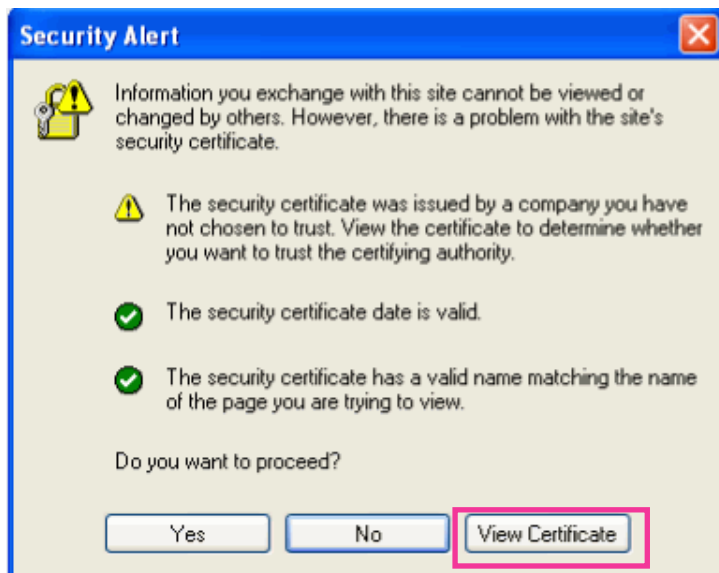 Security Alert
Information you exchange with this site cannot be viewed or
changed by others. However, there is a problem with the site's
security certificate.
The security certificate was issued by a company you have
not chosen to trust. View the certificate to determine whether
you want to trust the certifying authority.
The security certificate date is valid.
The security certificate has a valid name matching the name
of the page you are trying to view.
Do you want to proceed?
Yes No View Certificate